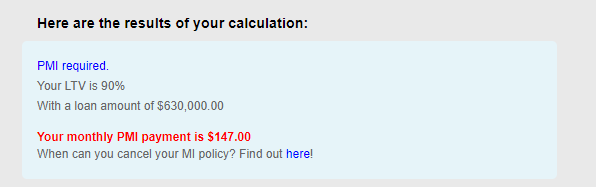 Here are the results of your calculation:
PMI required.
Your LTV is 90%
With a loan amount of $630,000.00
Your monthly PMI payment is $147.00
When can you cancel your MI policy? Find out here!